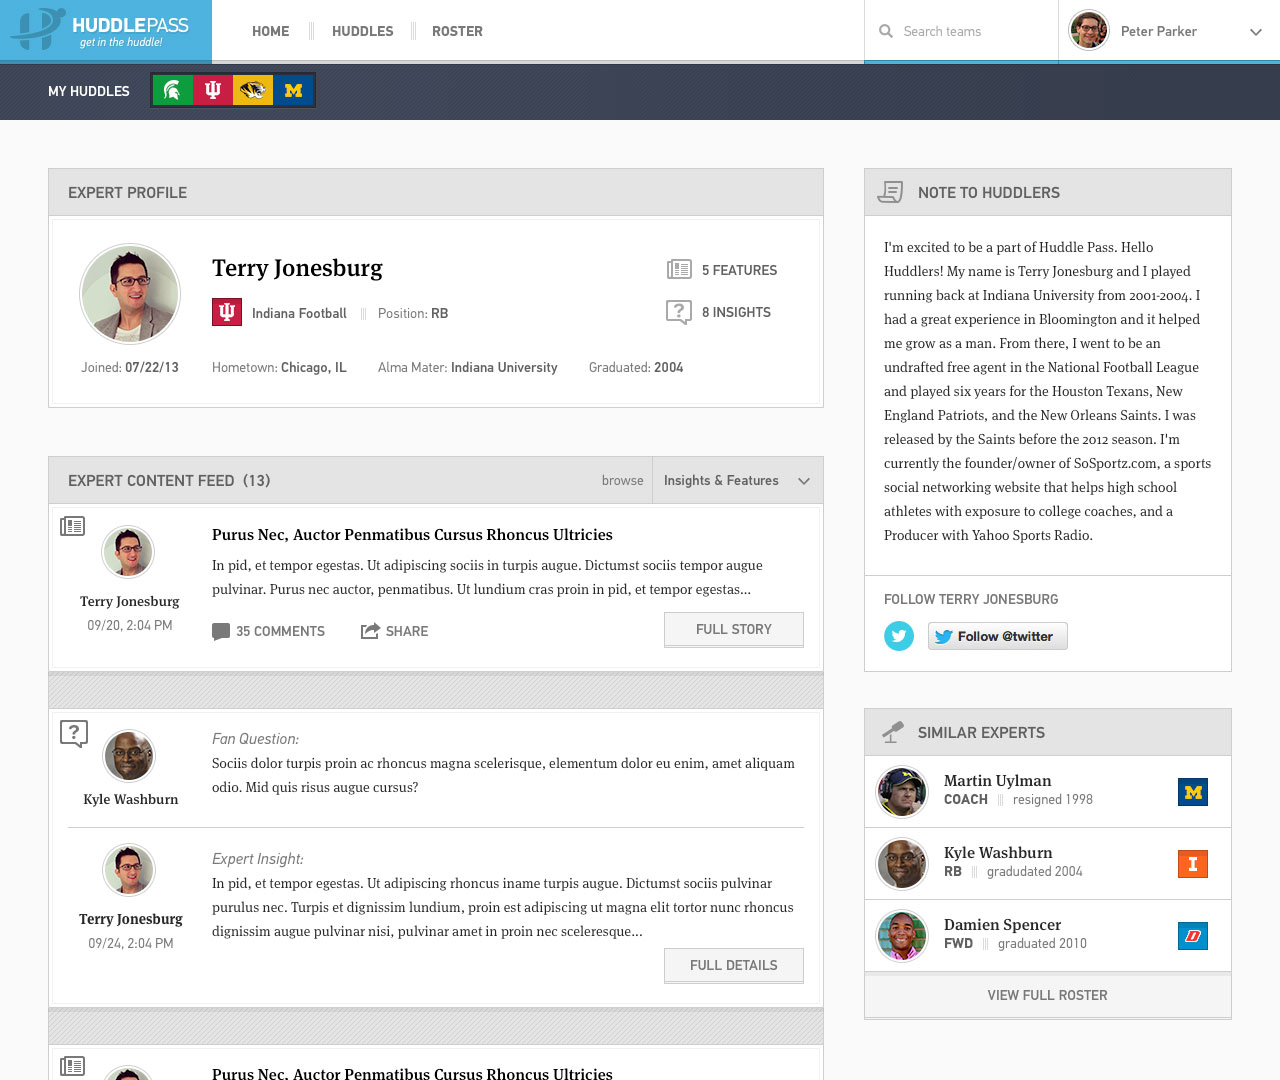 HUDDLEPASS
get in the huddle!
HOME
HUDDLES
ROSTER
Search teams
Peter Parker
MY HUDDLES
EXPERT PROFILE
Terry Jonesburg
Indiana Football
Position: RB
5 FEATURES
8 INSIGHTS
Joined: 07/22/13
Hometown: Chicago, IL
Alma Mater: Indiana University
Graduated: 2004
EXPERT CONTENT FEED (13)
browse
Insights & Features
Purus Nec, Auctor Penmatibus Cursus Rhoncus Ultricies
In pid, et tempor egestas. Ut adipiscing sociis in turpis augue. Dictumst sociis tempor augue
pulvinar. Purus nec auctor, penmatibus. Ut lundium cras proin in pid, et tempor egestas...
Terry Jonesburg
09/20, 2:04 PM
35 COMMENTS
SHARE
FULL STORY
?
Kyle Washburn
Fan Question:
Sociis dolor turpis proin ac rhoncus magna scelerisque, elementum dolor eu enim, amet aliquam
odio. Mid quis risus augue cursus?
Terry Jonesburg
09/24, 2:04 PM
Expert Insight:
In pid, et tempor egestas. Ut adipiscing rhoncus iname turpis augue. Dictumst sociis pulvinar
purulus nec. Turpis et dignissim lundium, proin est adipiscing ut magna elit tortor nunc rhoncus
dignissim augue pulvinar nisi, pulvinar amet in proin nec sceleresque...
FULL DETAILS
Purus Nec, Auctor Penmatibus Cursus Rhoncus Ultricies
NOTE TO HUDDLERS
I'm excited to be a part of Huddle Pass. Hello
Huddlers! My name is Terry Jonesburg and I played
running back at Indiana University from 2001-2004. I
had a great experience in Bloomington and it helped
me grow as a man. From there, I went to be an
undrafted free agent in the National Football League
and played six years for the Houston Texans, New
England Patriots, and the New Orleans Saints. I was
released by the Saints before the 2012 season. I'm
currently the founder/owner of SoSportz.com, a sports
social networking website that helps high school
athletes with exposure to college coaches, and a
Producer with Yahoo Sports Radio.
FOLLOW TERRY JONESBURG
Follow @twitter
SIMILAR EXPERTS
Martin Uylman
COACH
resigned 1998
M
Kyle Washburn
RB
gradudated 2004
I
Damien Spencer
FWD
graduated 2010
D
VIEW FULL ROSTER